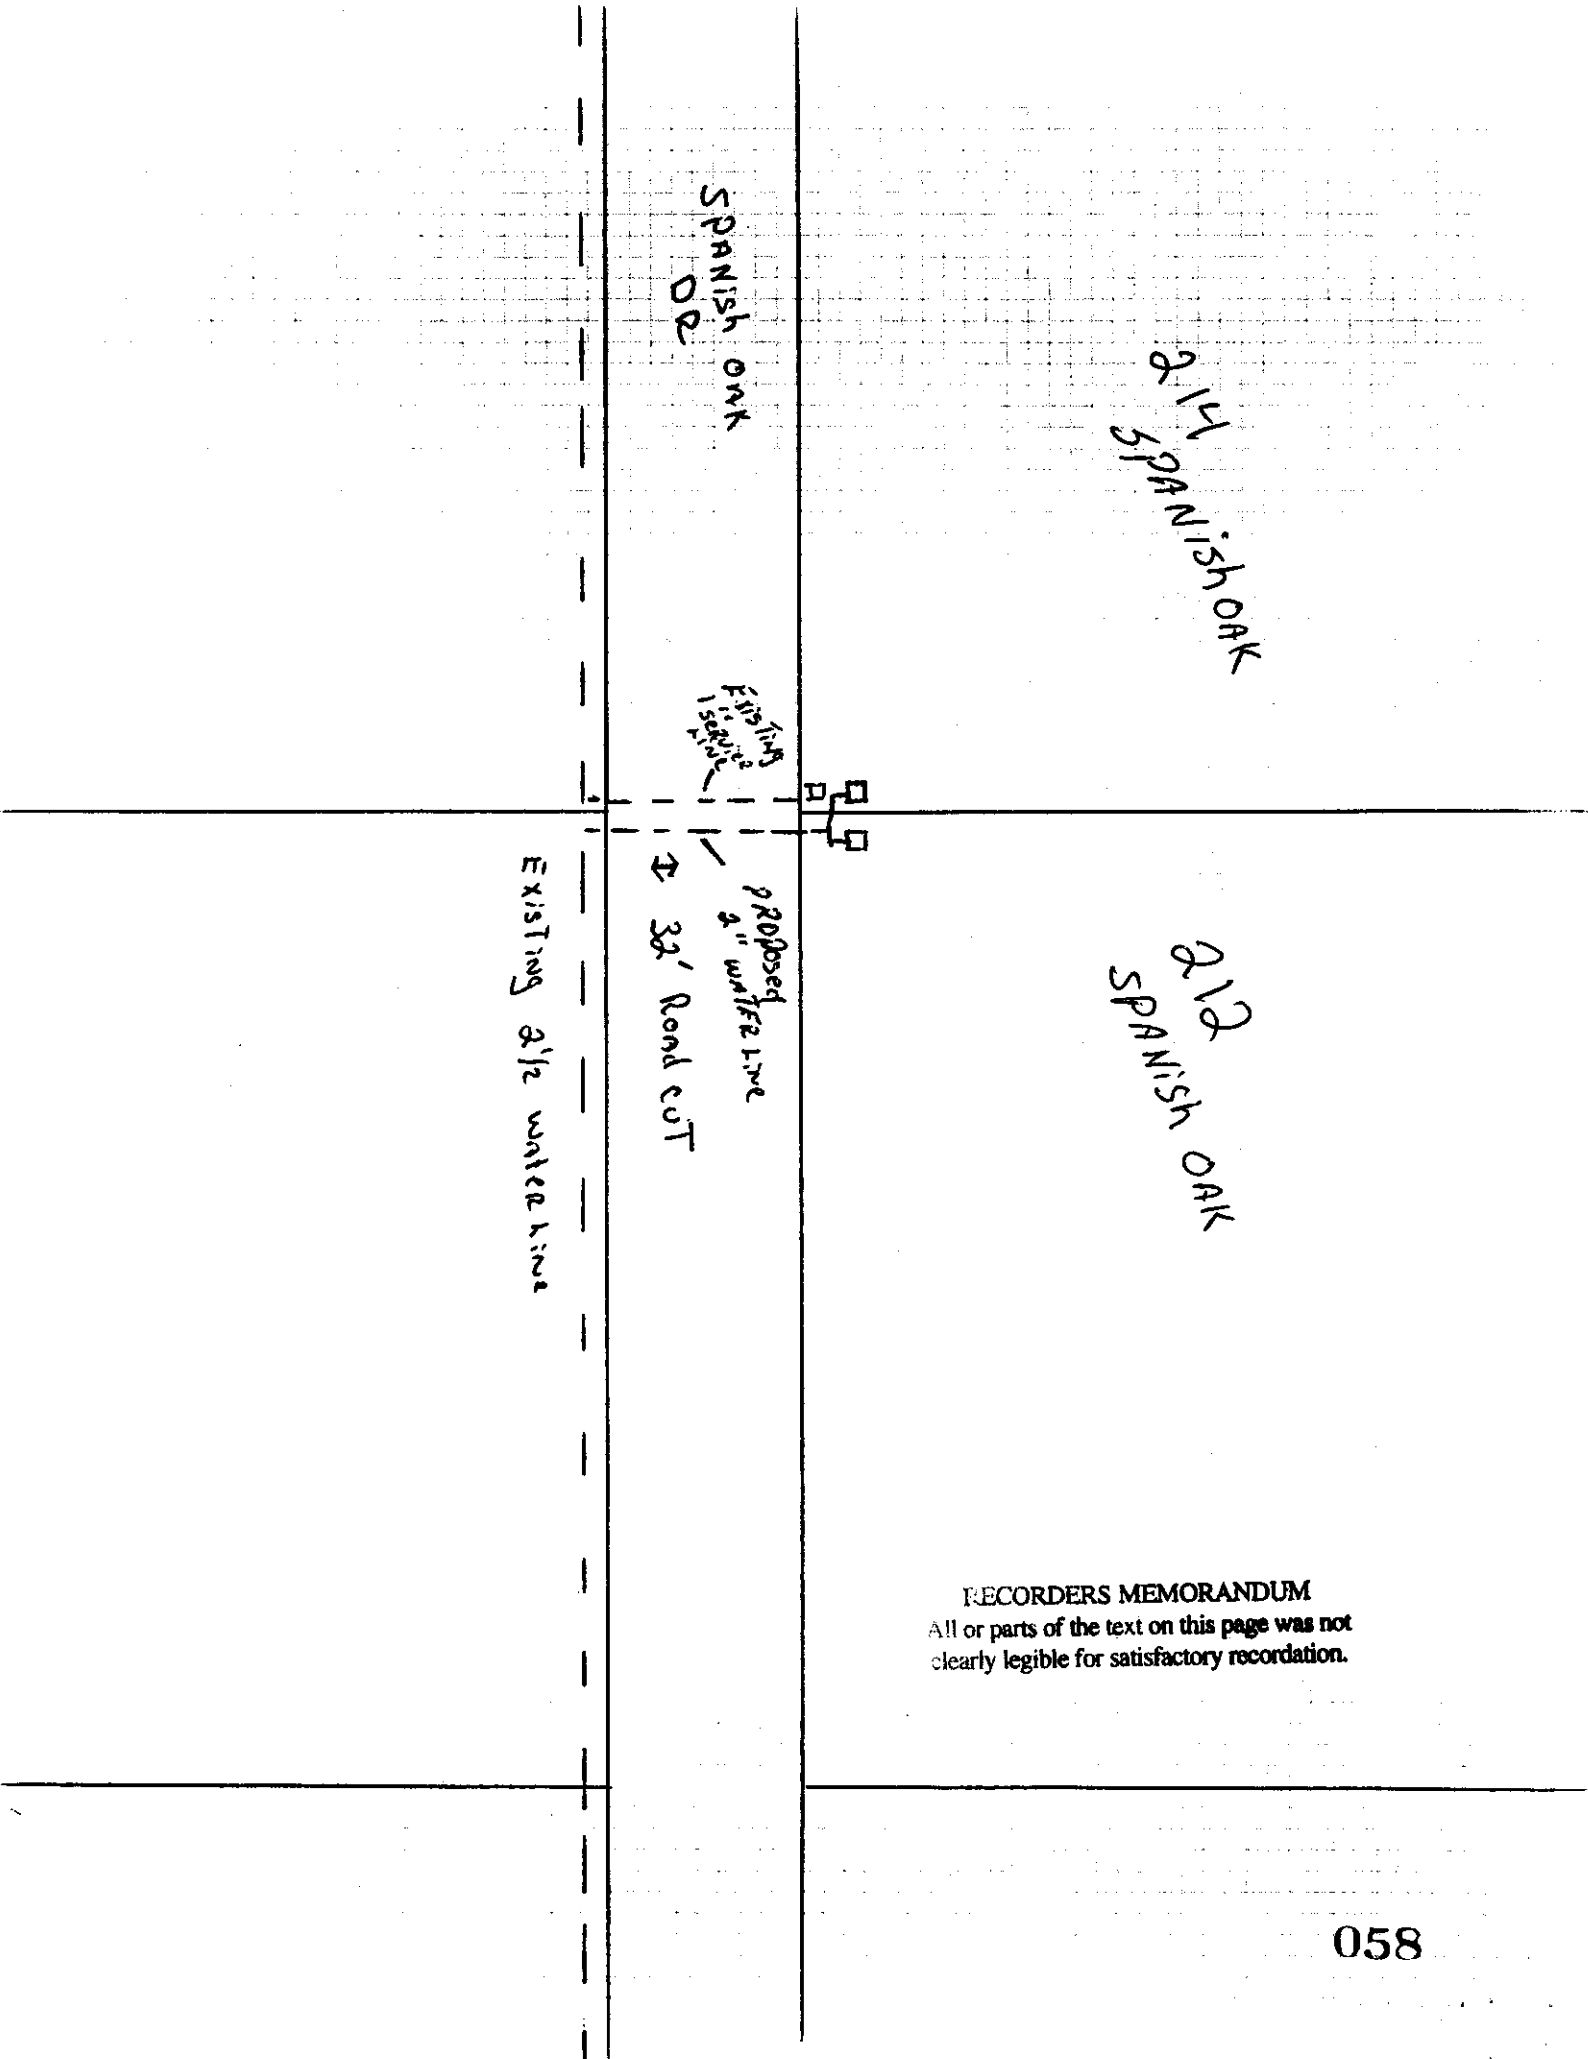 214
SPANish OAK
212
SPANish OAK
SPANish OAK
DR
Existing
1" service
Line
PROPOSED
2" WATER LINE
32' Road cuT
ExisTing 2 1/2 water Line
RECORDERS MEMORANDUM
All or parts of the text on this page was not
clearly legible for satisfactory recordation.
058